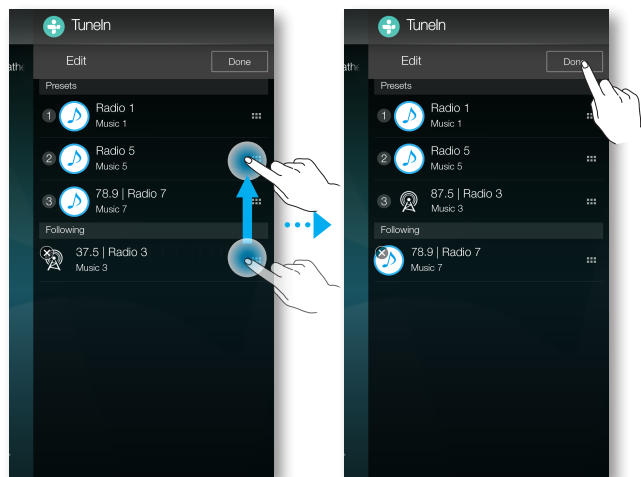 TuneIn
Edit
Done
Presets
1
Radio 1
Music 1
2
Radio 5
Music 5
3
78.9 | Radio 7
Music 7
Following
37.5 | Radio 3
Music 3
TuneIn
Edit
Presets
1
Radio 1
Music 1
2
Radio 5
Music 5
3
87.5 | Radio 3
Music 3
Following
78.9 | Radio 7
Music 7